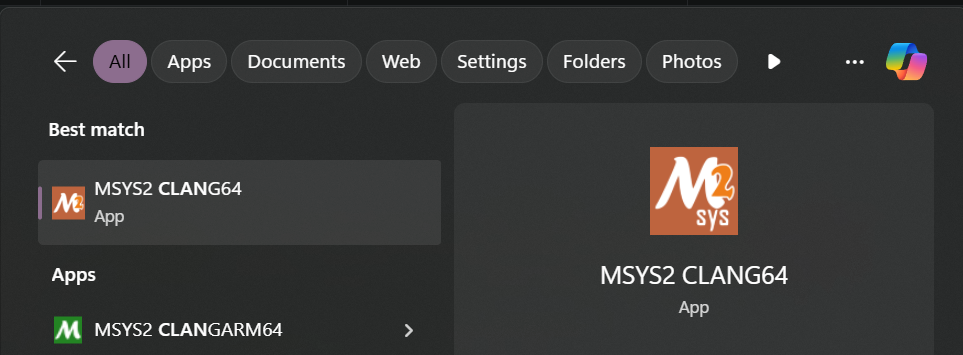 All Apps Documents Web Settings Folders Photos
Best match
MSYS2 CLANG64
App
Apps
MSYS2 CLANGARM64
M2
sys
MSYS2 CLANG64
App